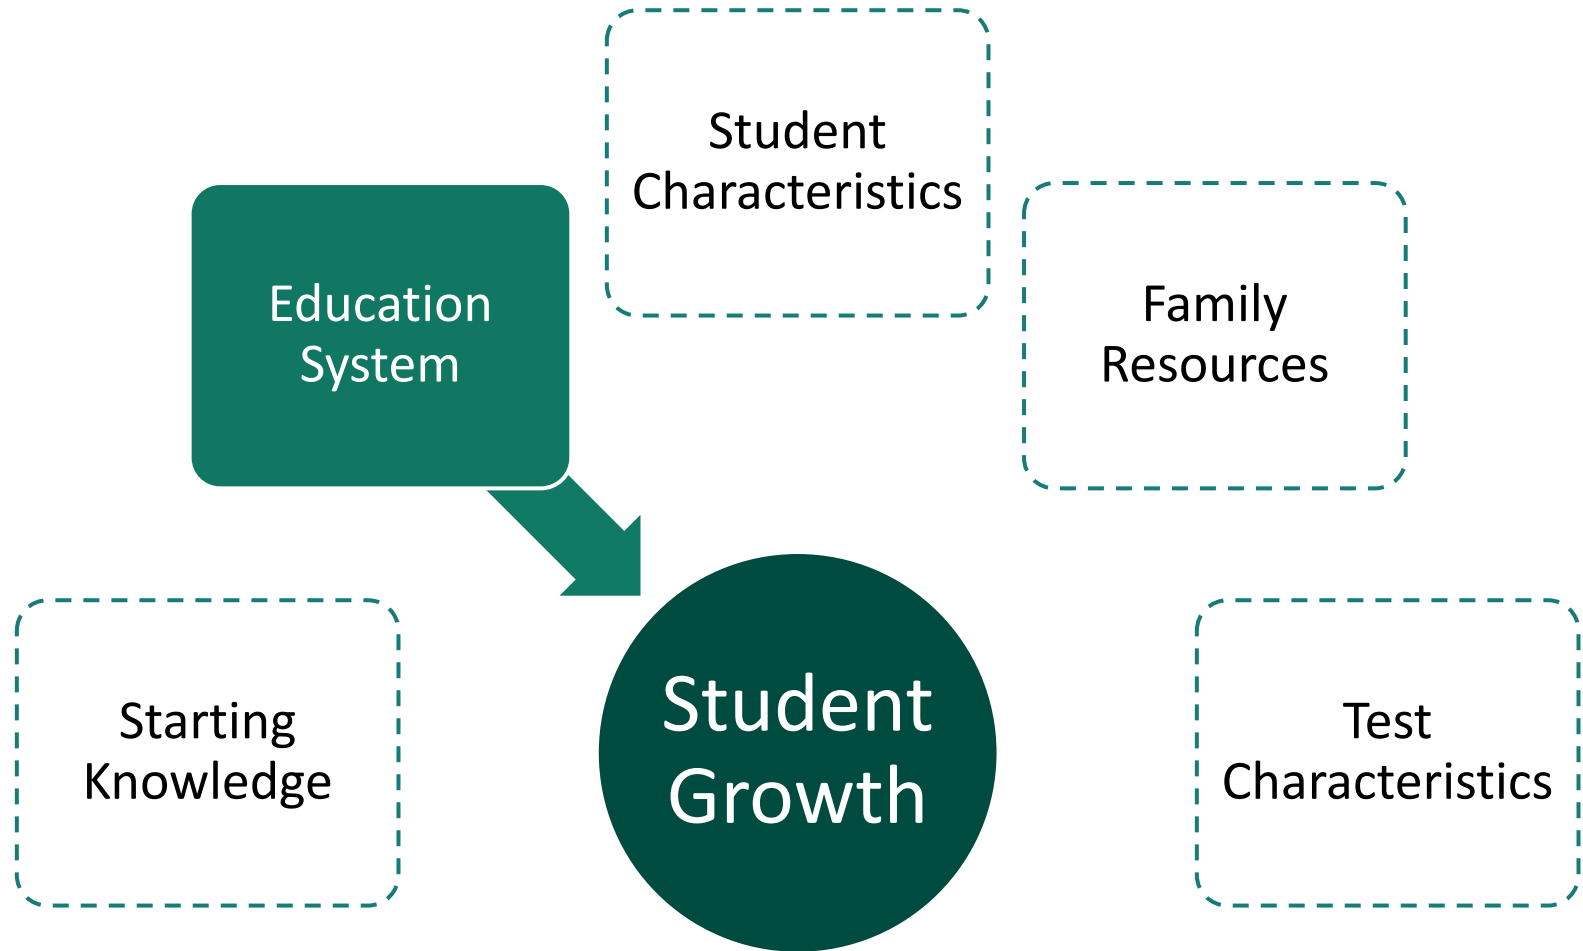 Student
Characteristics
Education
System
Family
Resources
Starting
Knowledge
Student
Growth
Test
Characteristics